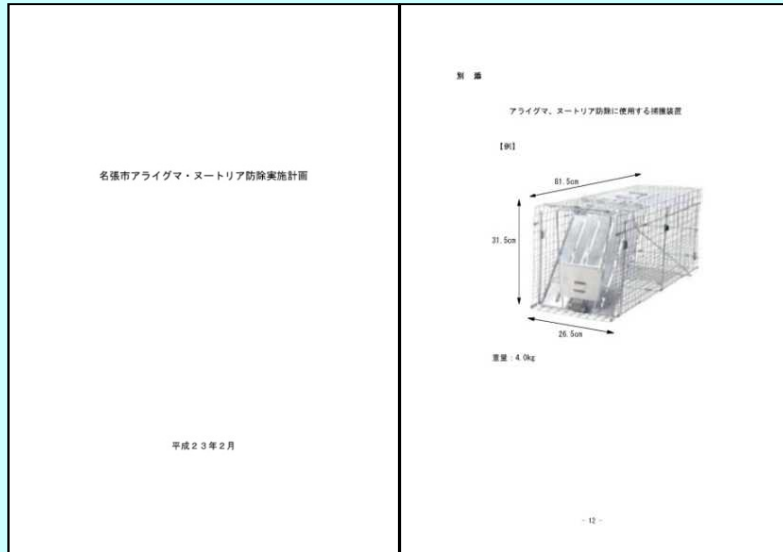 名張市アライグマ・ヌートリア防除実施計画
平成23年2月
別 添
アライグマ、ヌートリア防除に使用する捕獲装置
【例】
81.5cm
31.5cm
26.5cm
重量：4.0kg
- 12 -